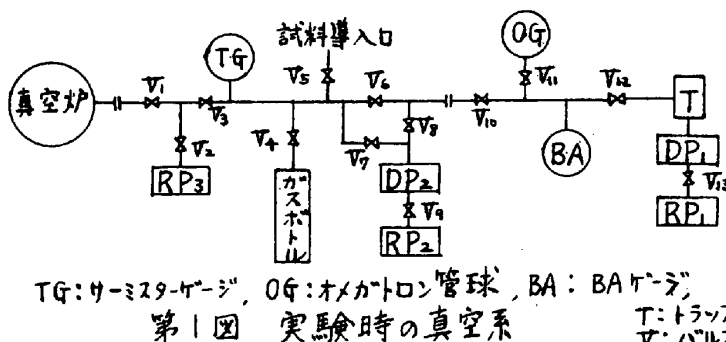 試料導入口
TG
OG
V5
V6
V11
V12
真空炉
V1
V3
V10
T
V2
V4
V7
V8
BA
DP1
RP3
ガスボトル
DP2
V13
V9
RP1
RP2
TG:サーミスターゲージ, OG:オメガトロン管球, BA:BAゲージ,
第1図 実験時の真空系
T:トラップ
V:バルブ